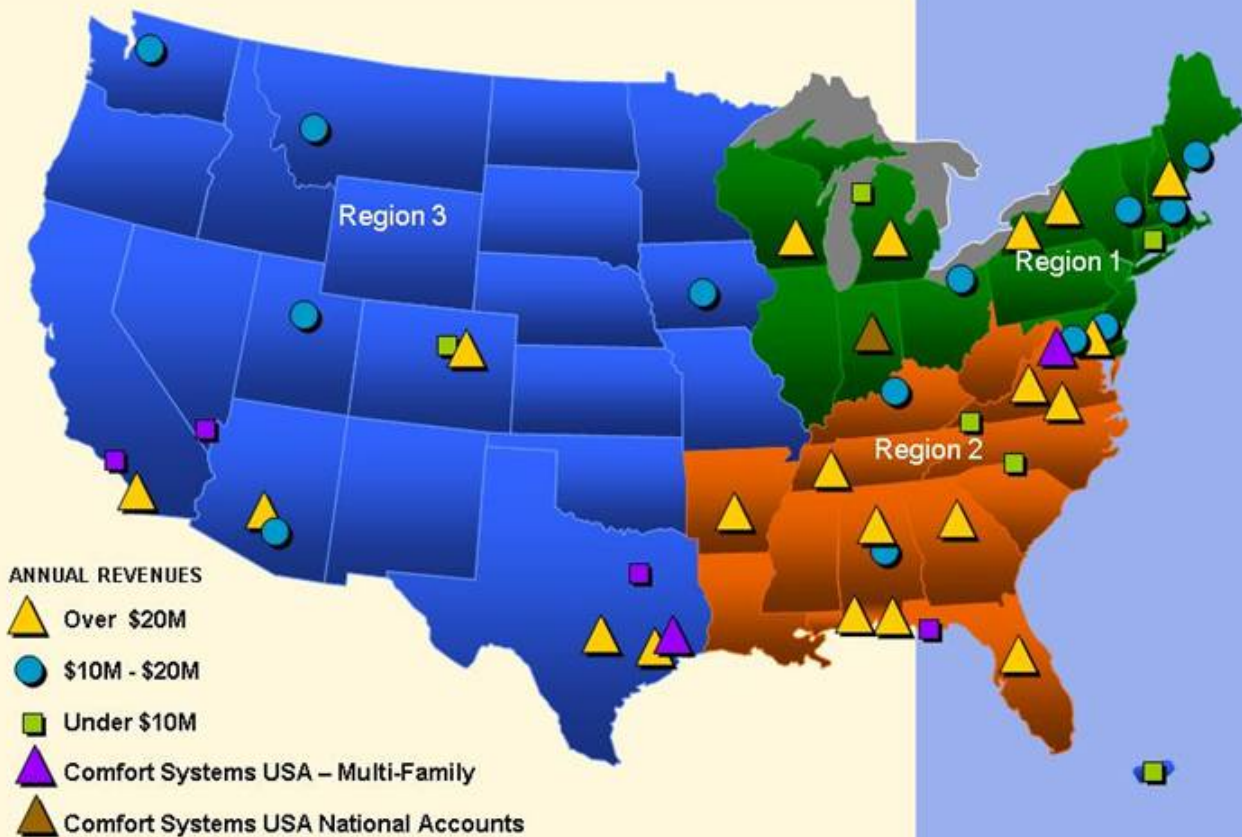 Region 3
Region 1
Region 2
ANNUAL REVENUES
Over $20M
$10M - $20M
Under $10M
Comfort Systems USA – Multi-Family
Comfort Systems USA National Accounts